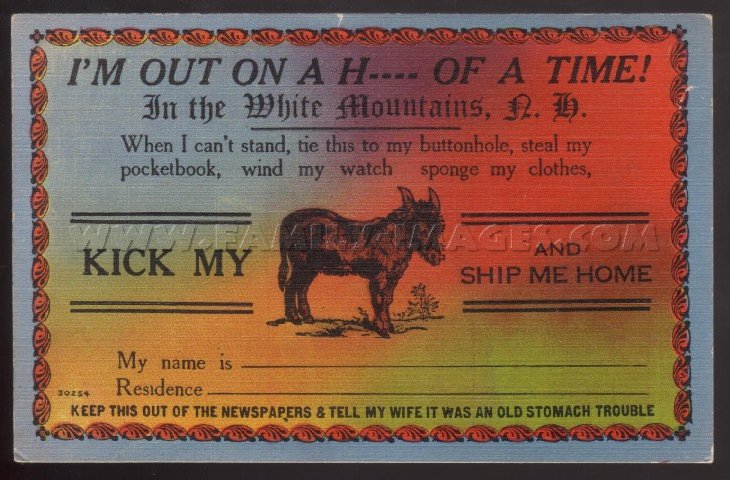 I'M OUT ON A H---- OF A TIME!
In the White Mountains, N. H.
When I can't stand, tie this to my buttonhole, steal my
pocketbook, wind my watch sponge my clothes,
KICK MY
AND
SHIP ME HOME
My name is
Residence
30254
KEEP THIS OUT OF THE NEWSPAPERS & TELL MY WIFE IT WAS AN OLD STOMACH TROUBLE